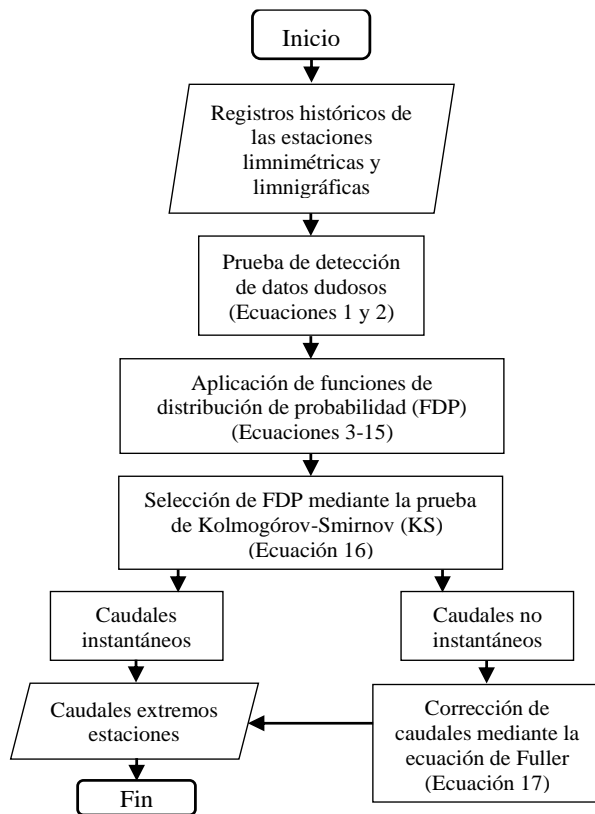 Inicio
Registros históricos de
las estaciones
limnimétricas y
limnigráficas
Prueba de detección
de datos dudosos
(Ecuaciones 1 y 2)
Aplicación de funciones de
distribución de probabilidad (FDP)
(Ecuaciones 3-15)
Selección de FDP mediante la prueba
de Kolmogórov-Smirnov (KS)
(Ecuación 16)
Caudales
instantáneos
Caudales no
instantáneos
Caudales extremos
estaciones
Corrección de
caudales mediante la
ecuación de Fuller
(Ecuación 17)
Fin